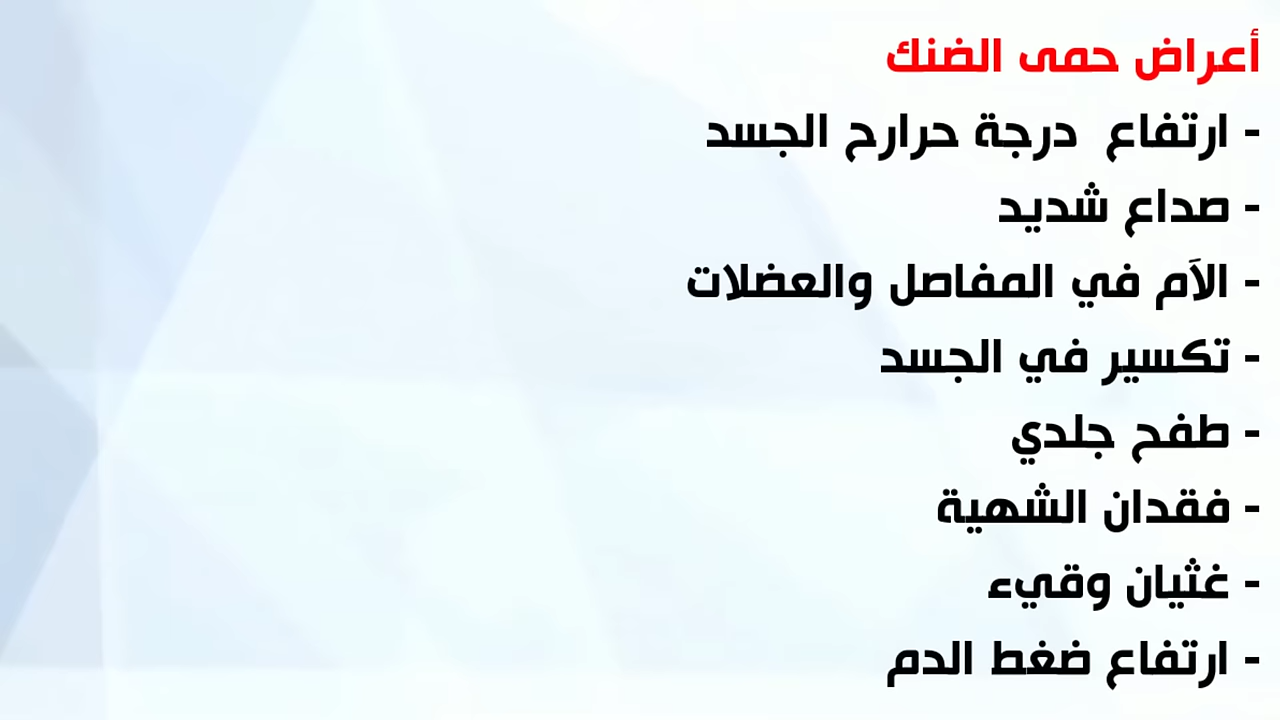 أعراض حمى الضنك
- ارتفاع درجة حرارح الجسد
- صداع شديد
- الآم في المفاصل والعضلات
- تكسير في الجسد
- طفح جلدي
- فقدان الشهية
- غثيان وقيء
- ارتفاع ضغط الدم